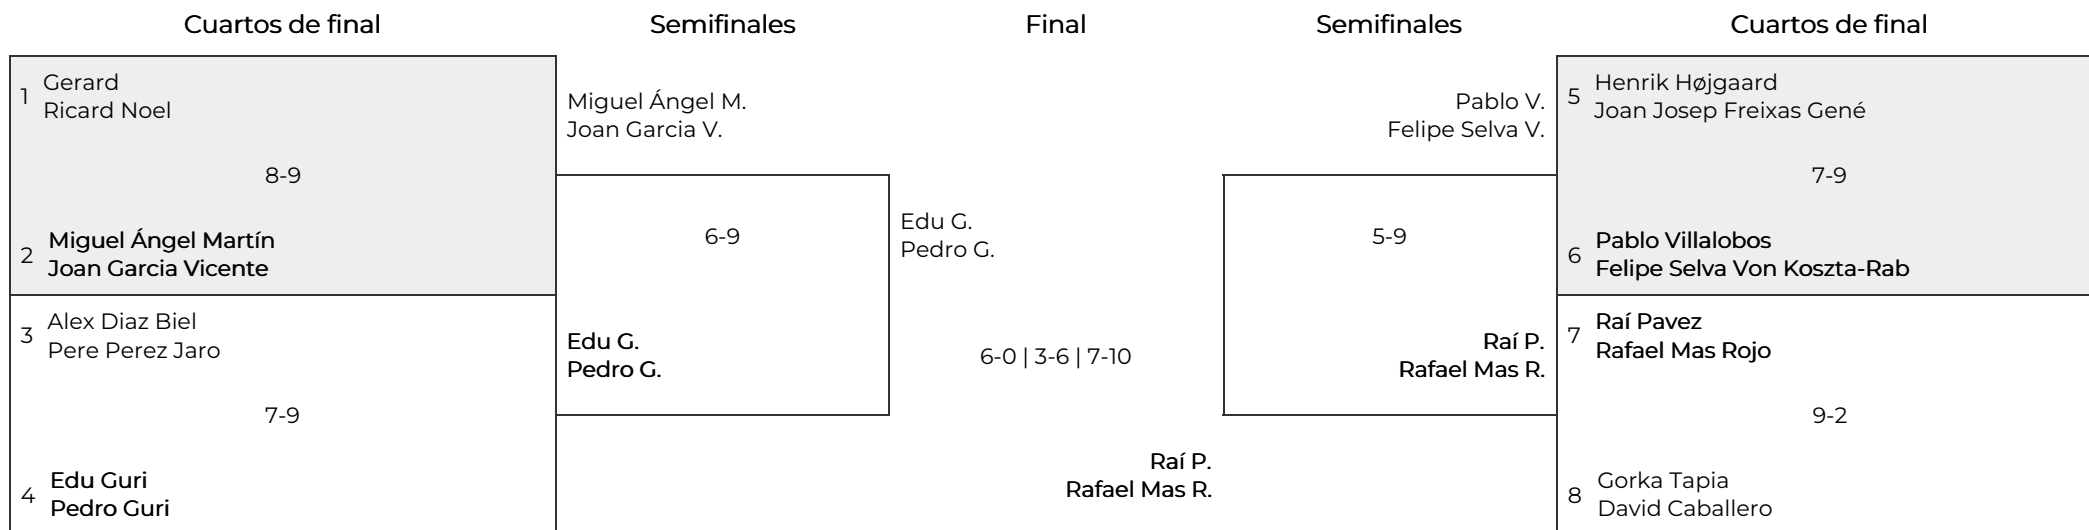 Cuartos de final
Semifinales
Final
Semifinales
Cuartos de final
1
Gerard
Ricard Noel
8-9
2
Miguel Ángel Martín
Joan Garcia Vicente
3
Alex Diaz Biel
Pere Perez Jaro
7-9
4
Edu Guri
Pedro Guri
Miguel Ángel M.
Joan Garcia V.
6-9
Edu G.
Pedro G.
Edu G.
Pedro G.
6-0 | 3-6 | 7-10
Raí P.
Rafael Mas R.
Pablo V.
Felipe Selva V.
5-9
Raí P.
Rafael Mas R.
5
Henrik Højgaard
Joan Josep Freixas Gené
7-9
6
Pablo Villalobos
Felipe Selva Von Koszta-Rab
7
Raí Pavez
Rafael Mas Rojo
9-2
8
Gorka Tapia
David Caballero